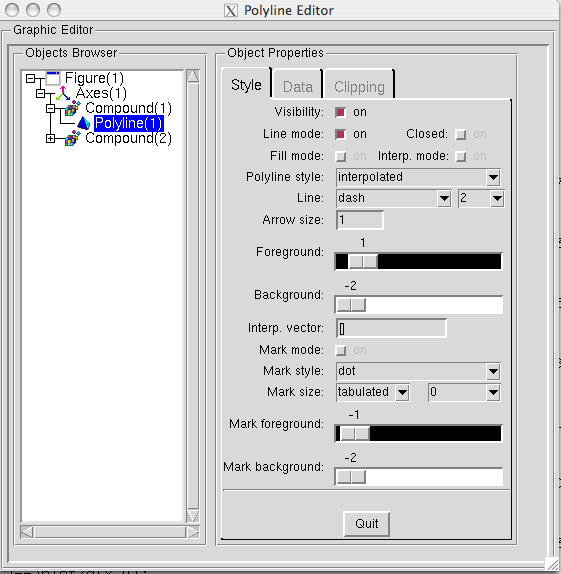 Polyline Editor
Graphic Editor
Objects Browser
Figure(1)
Axes(1)
Compound(1)
Polyline(1)
Compound(2)
Object Properties
Style Data Clipping
Visibility: on
Line mode: on Closed: on
Fill mode: on Interp. mode: on
Polyline style: interpolated
Line: dash 2
Arrow size: 1
1
Foreground:
-2
Background:
Interp. vector: []
Mark mode: on
Mark style: dot
Mark size: tabulated 0
-1
Mark foreground:
-2
Mark background:
Quit